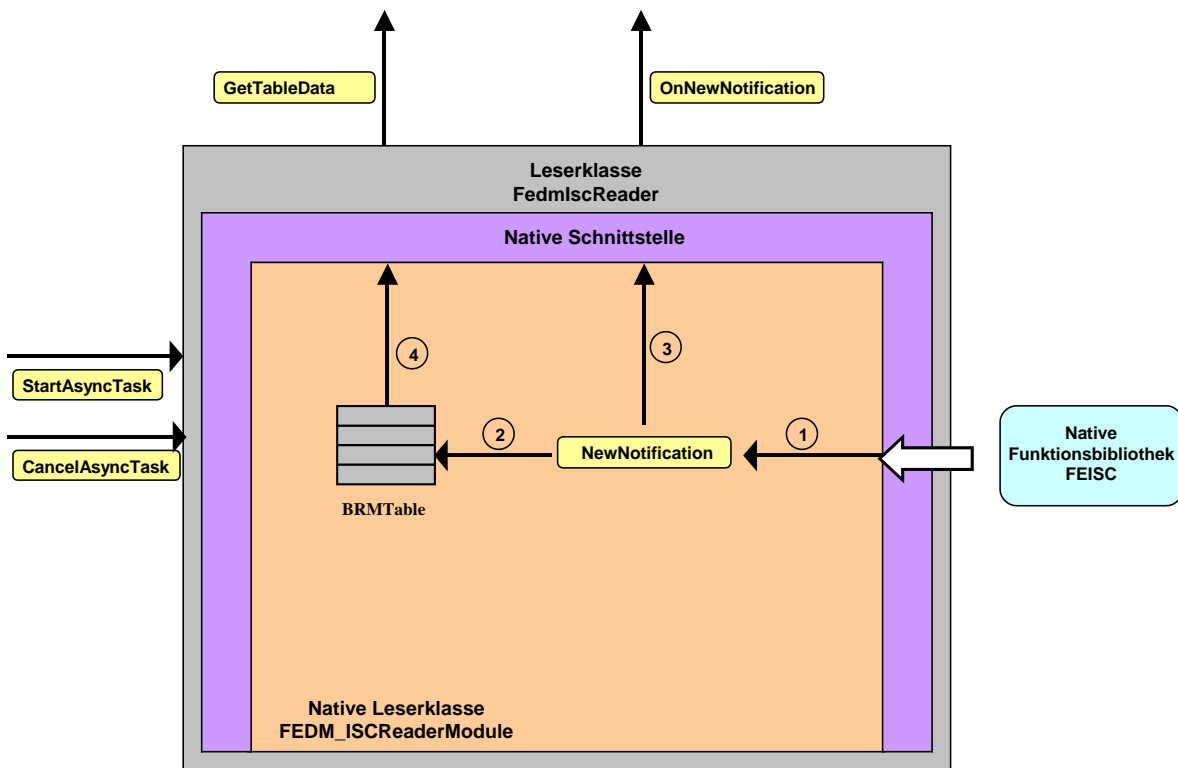 GetTableData
OnNewNotification
Leserklasse
FedmIscReader
Native Schnittstelle
4
3
StartAsyncTask
CancelAsyncTask
2
1
NewNotification
Native
Funktionsbibliothek
FEISC
BRMTable
Native Leserklasse
FEDM_ISCReaderModule